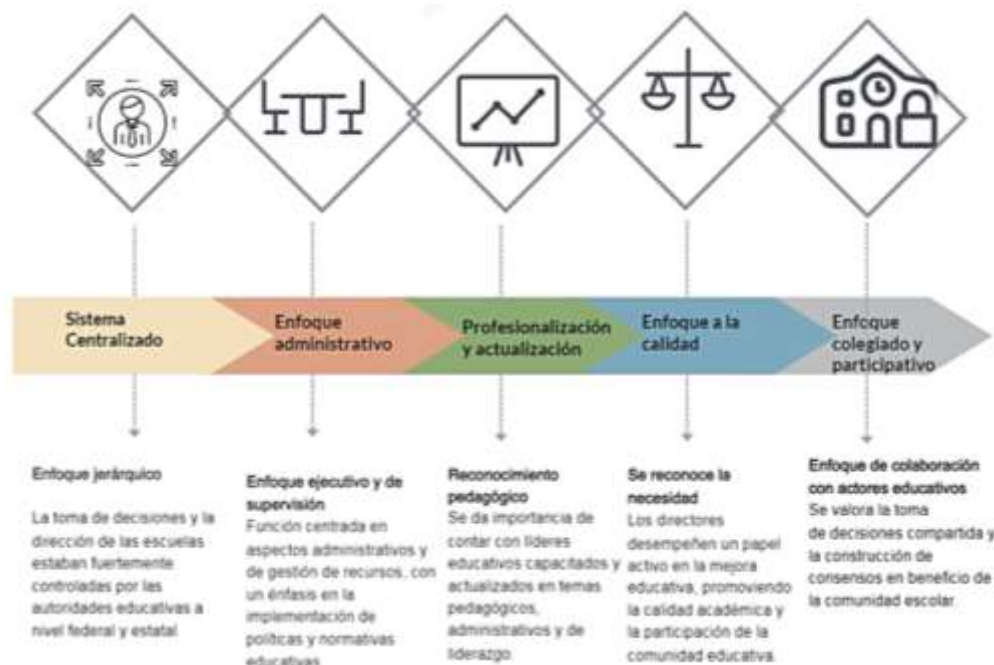 Sistema
Centralizado
Enfoque
administrativo
Profesionalización
y actualización
Enfoque a la
calidad
Enfoque
colegiado y
participativo
Enfoque jerárquico
La toma de decisiones y la
dirección de las escuelas
estaban fuertemente
controladas por las
autoridades educativas a
nivel federal y estatal
Enfoque ejecutivo y de
supervisión
Función centrada en
aspectos administrativos y
de gestión de recursos, con
un énfasis en la
implementación de
políticas y normativas
educativas
Reconocimiento
pedagógico
Se da importancia de
contar con líderes
educativos capacitados y
actualizados en temas
pedagógicos,
administrativos y de
liderazgo
Se reconoce la
necesidad
Los directores
desempeñen un papel
activo en la mejora
educativa, promoviendo
la calidad académica y
la participación de la
comunidad educativa.
Enfoque de colaboración
con actores educativos
Se valora la toma
de decisiones compartida y
la construcción de
consensos en beneficio de
la comunidad escolar.